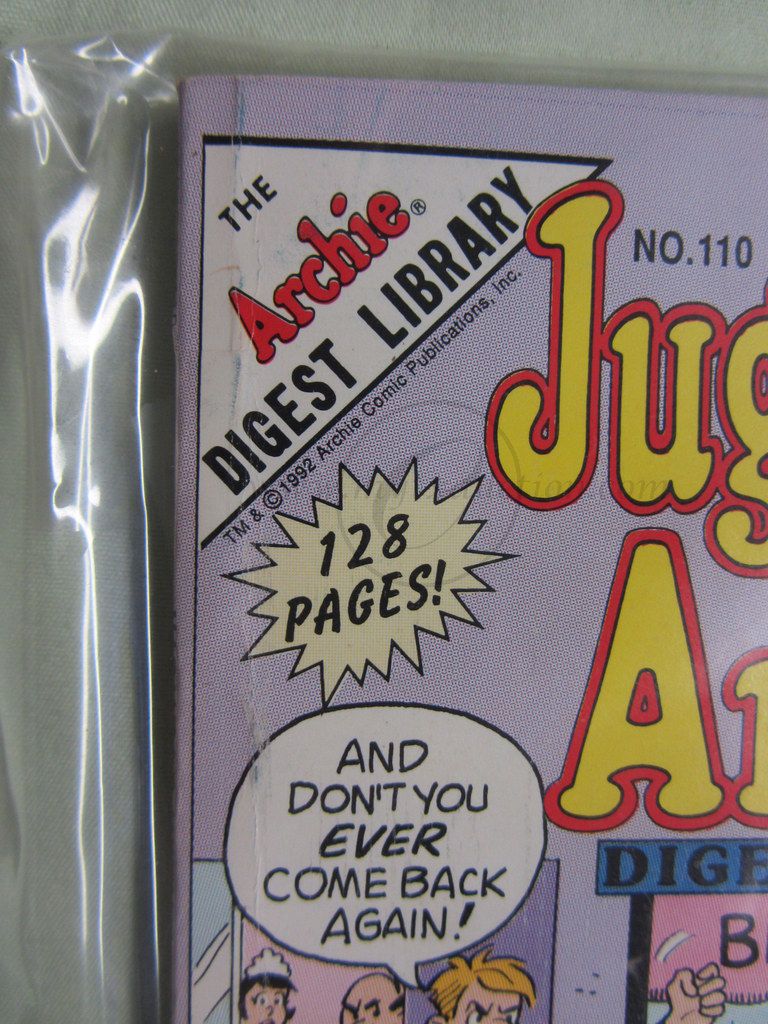 THE
Archie®
DIGEST LIBRARY
TM & © 1992 Archie Comic Publications, Inc.
NO.110
128
PAGES!
AND
DON'T YOU
EVER
COME BACK
AGAIN!